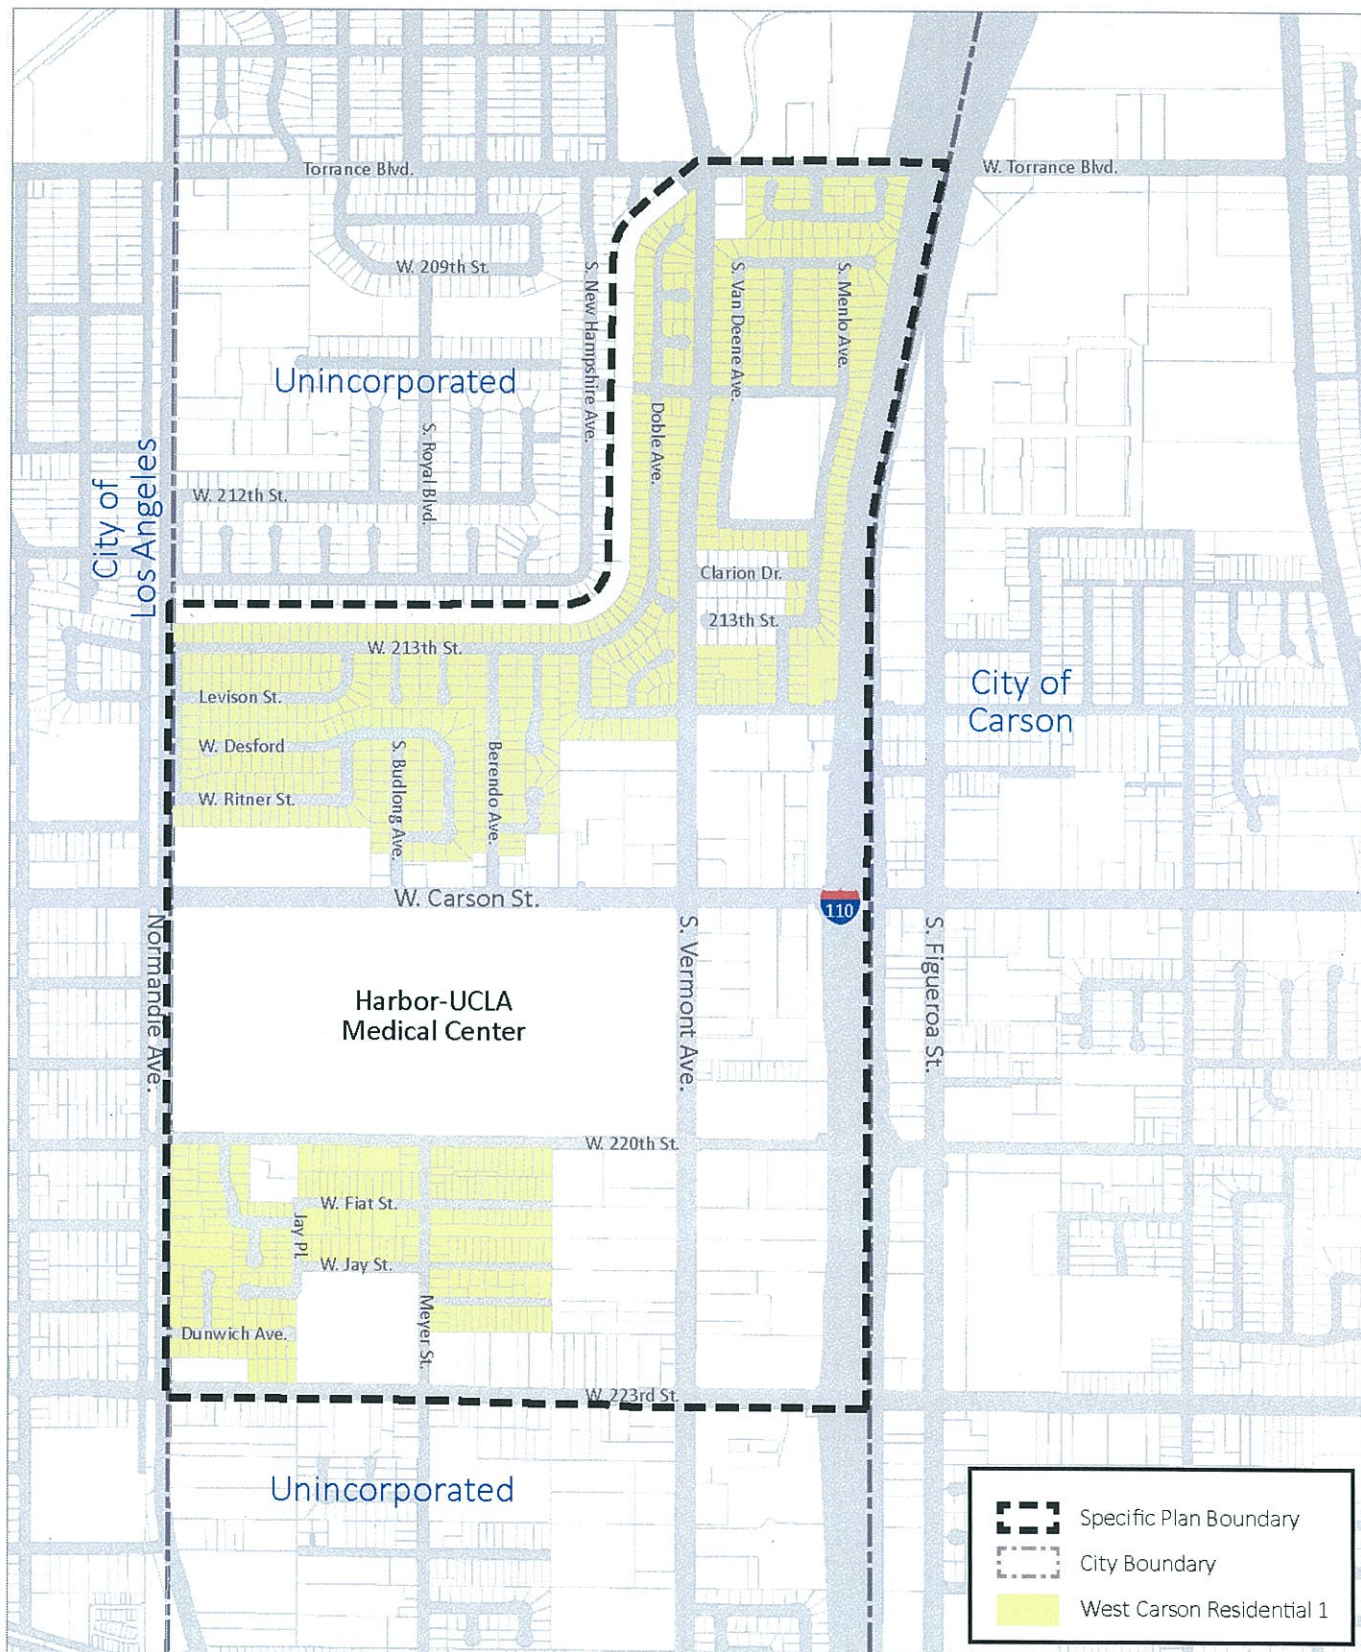 Torrance Blvd.
W. Torrance Blvd.
W. 209th St.
S. New Hampshire Ave.
S. Van Deene Ave.
S. Menlo Ave.
Unincorporated
Doble Ave.
S. Royal Blvd.
City of
Los Angeles
W. 212th St.
Clarion Dr.
213th St.
W. 213th St.
City of
Carson
Levison St.
W. Desford
S. Budlong Ave.
Berendo Ave.
W. Ritner St.
W. Carson St.
110
Normandie Ave.
S. Vermont Ave.
S. Figueroa St.
Harbor-UCLA
Medical Center
W. 220th St.
W. Fiat St.
Jay Pl.
W. Jay St.
Meyer St.
Dunwich Ave.
W. 223rd St.
Unincorporated
Specific Plan Boundary
City Boundary
West Carson Residential 1